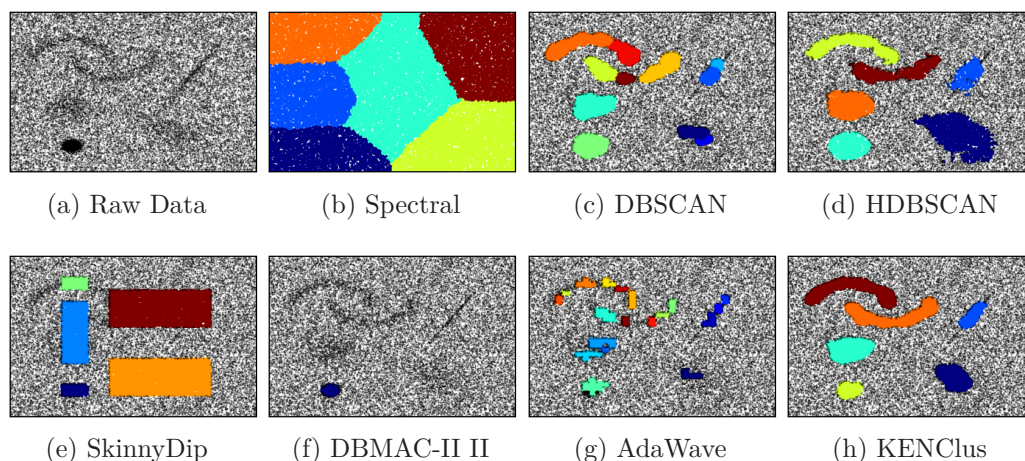 (a) Raw Data
(b) Spectral
(c) DBSCAN
(d) HDBSCAN
(e) SkinnyDip
(f) DBMAC-II II
(g) AdaWave
(h) KENClus